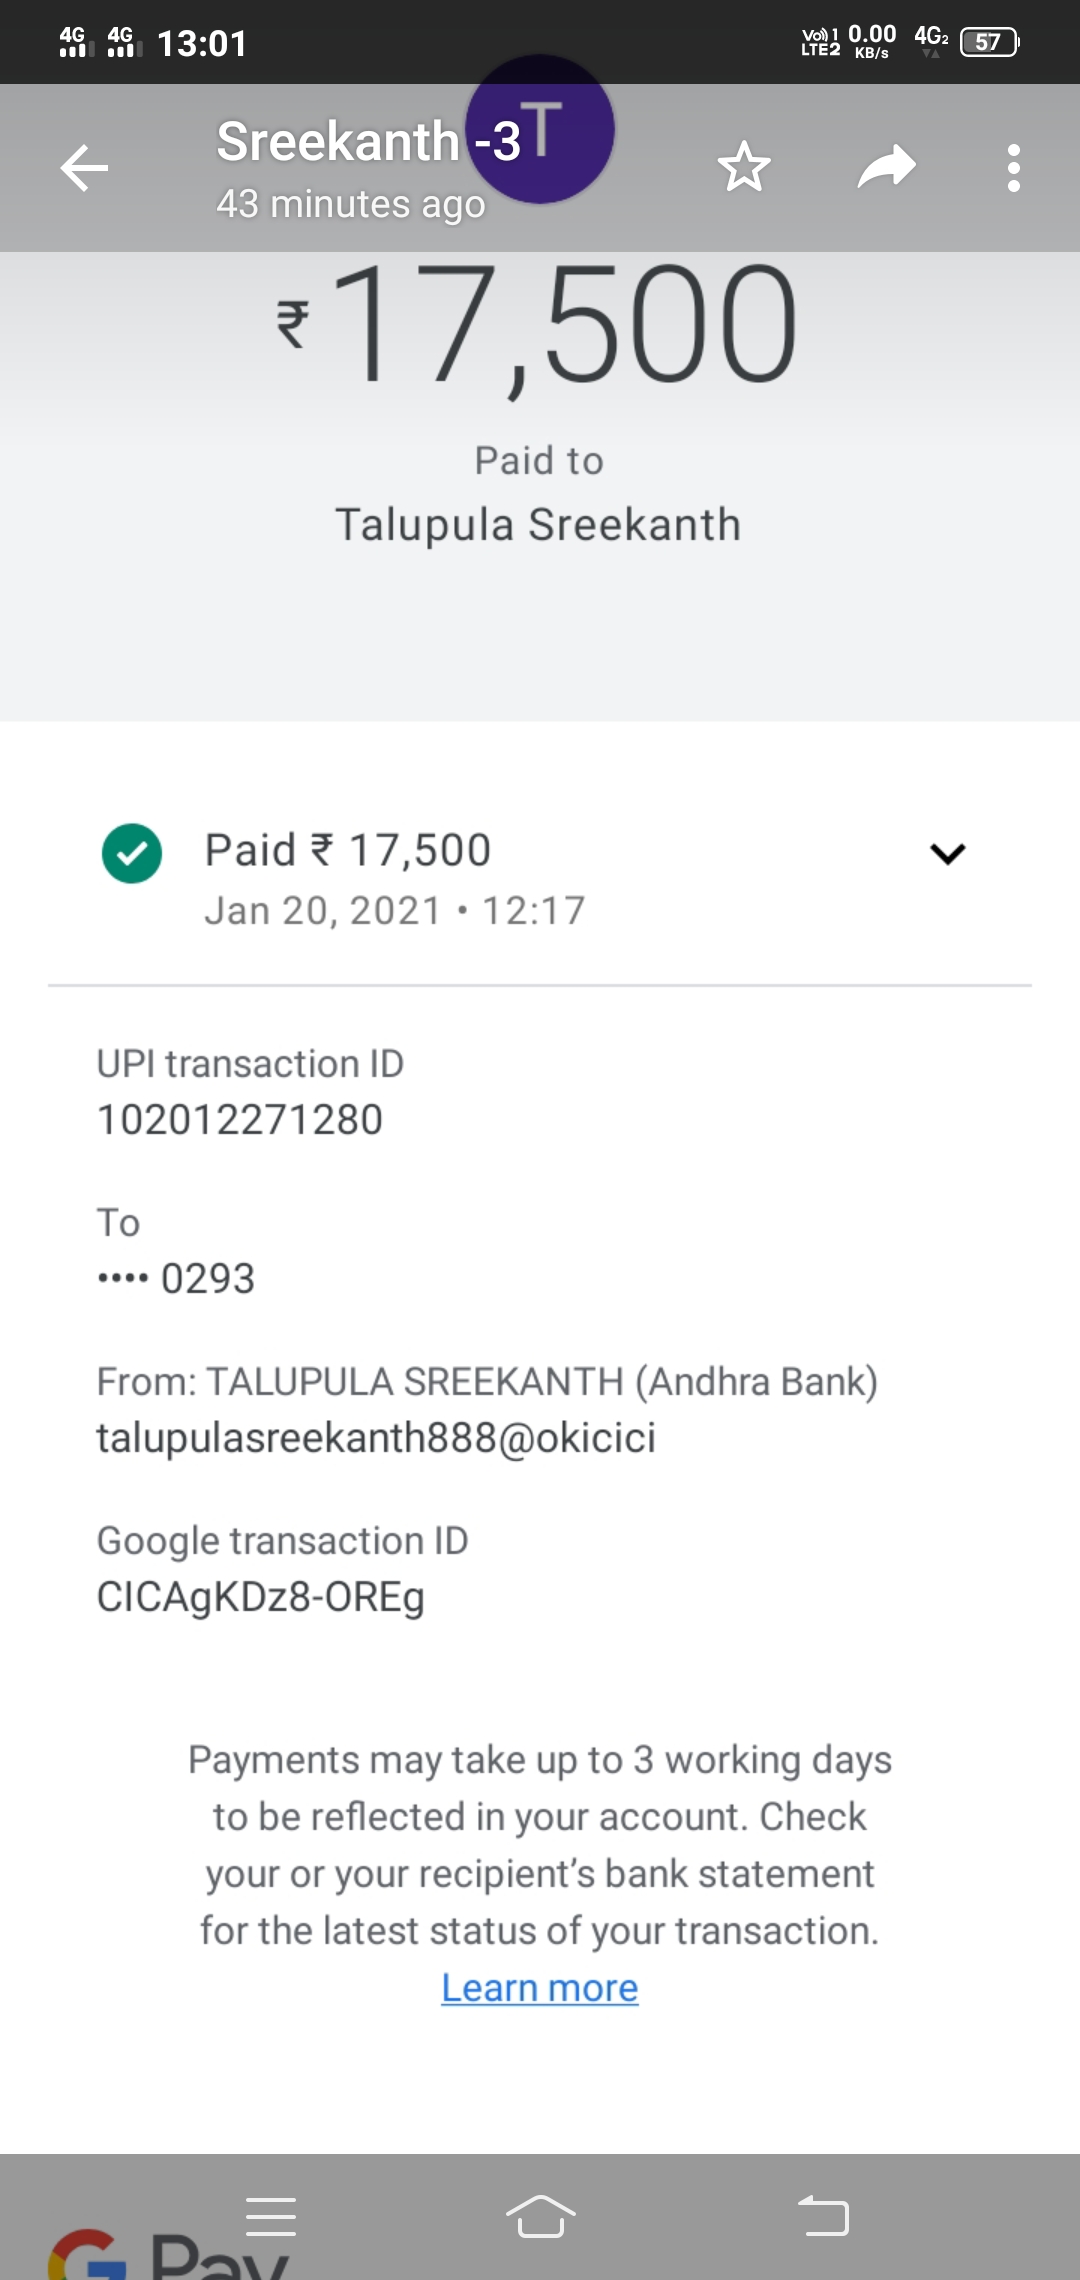 4G 4G 13:01 Vo)) 1 LTE2 0.00 KB/s 4G2 57
Sreekanth -3 T
43 minutes ago
₹17,500
Paid to
Talupula Sreekanth
Paid ₹ 17,500
Jan 20, 2021 • 12:17
UPI transaction ID
102012271280
To
•••• 0293
From: TALUPULA SREEKANTH (Andhra Bank)
talupulasreekanth888@okicici
Google transaction ID
CICAgKDz8-OREg
Payments may take up to 3 working days
to be reflected in your account. Check
your or your recipient’s bank statement
for the latest status of your transaction.
Learn more
G Pay